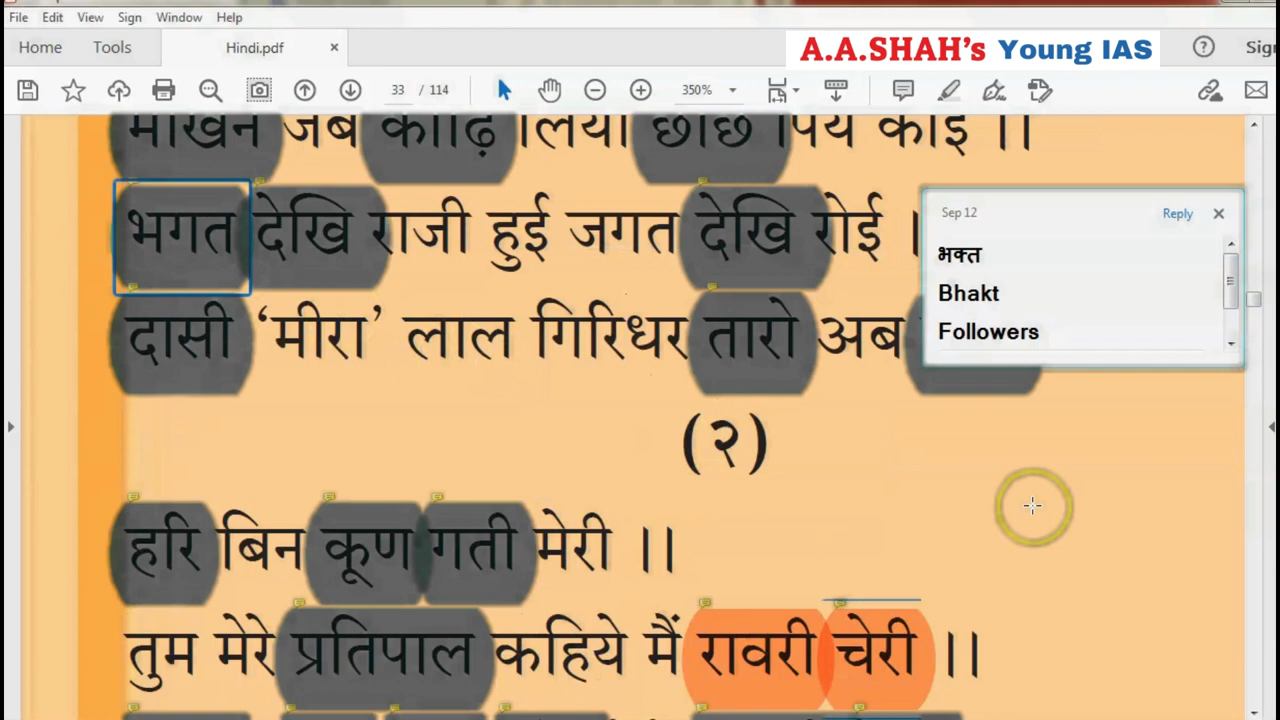 File Edit View Sign Window Help
Home Tools Hindi.pdf × A.A.SHAH's Young IAS ? Sig
33 / 114 350%
माखन जब काढ़ि लियो छाछ पिये कोई ।।
भगत देखि राजी हुई जगत देखि रोई ।
दासी ‘मीरा’ लाल गिरिधर तारो अब
Sep 12 Reply ×
भक्त
Bhakt
Followers
(२)
हरि बिन कूण गती मेरी ।।
तुम मेरे प्रतिपाल कहिये मैं रावरी चेरी ।।